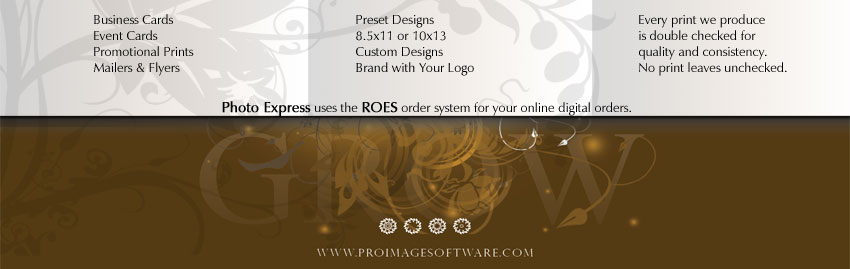 Business Cards
Event Cards
Promotional Prints
Mailers & Flyers
Preset Designs
8.5x11 or 10x13
Custom Designs
Brand with Your Logo
Every print we produce
is double checked for
quality and consistency.
No print leaves unchecked.
Photo Express uses the ROES order system for your online digital orders.
GROW
WWW.PROIMAGESOFTWARE.COM